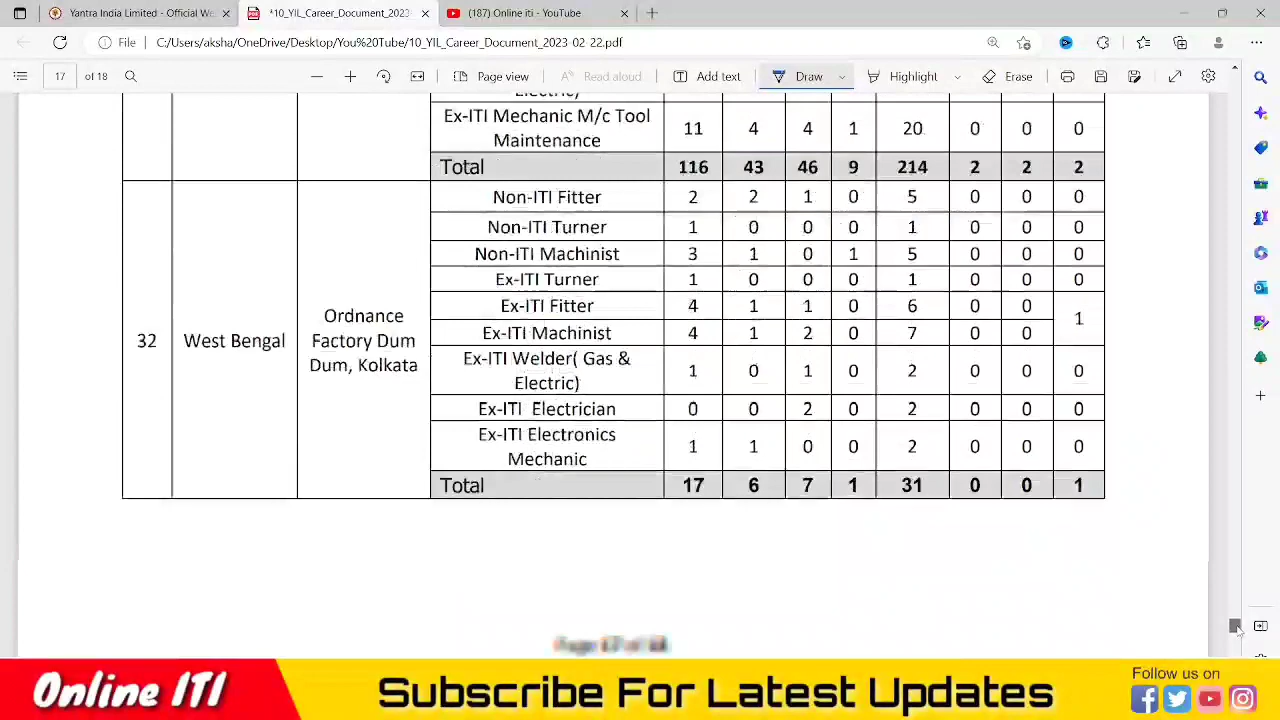 Yantra India Limited - Official We
*10_YIL_Career_Document_2023-
(187) Online iti - YouTube
File
C:/Users/aksha/OneDrive/Desktop/You%20Tube/10_YIL_Career_Document_2023-02-22.pdf
17 of 18
Page view
Read aloud
Add text
Draw
Highlight
Erase
Electric)
Ex-ITI Mechanic M/c Tool
Maintenance
11 4 4 1 20 0 0 0
Total 116 43 46 9 214 2 2 2
32
West Bengal
Ordnance
Factory Dum
Dum, Kolkata
Non-ITI Fitter 2 2 1 0 5 0 0 0
Non-ITI Turner 1 0 0 0 1 0 0 0
Non-ITI Machinist 3 1 0 1 5 0 0 0
Ex-ITI Turner 1 0 0 0 1 0 0 0
Ex-ITI Fitter 4 1 1 0 6 0 0
1
Ex-ITI Machinist 4 1 2 0 7 0 0
Ex-ITI Welder( Gas &
Electric)
1 0 1 0 2 0 0 0
Ex-ITI Electrician 0 0 2 0 2 0 0 0
Ex-ITI Electronics
Mechanic
1 1 0 0 2 0 0 0
Total 17 6 7 1 31 0 0 1
Online ITI
Subscribe For Latest Updates
Follow us on